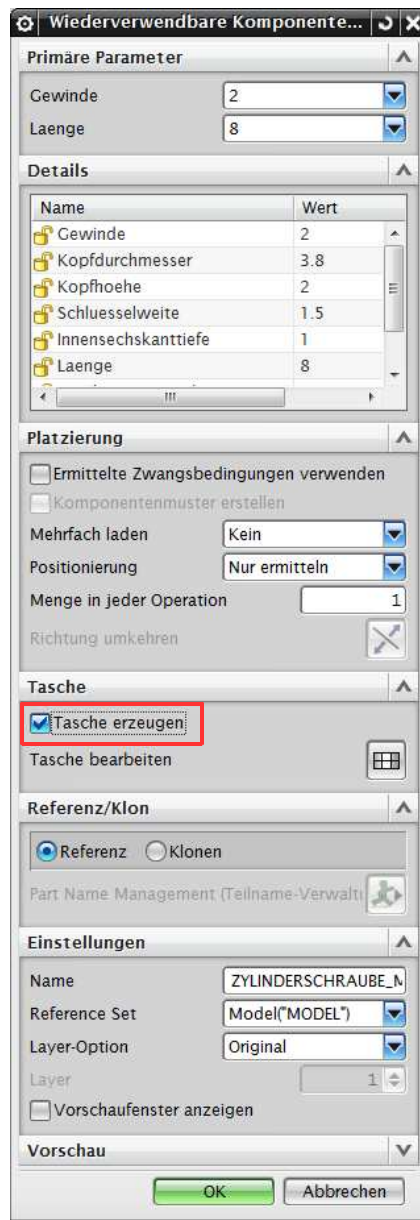 Wiederverwendbare Komponente...
Primäre Parameter
Gewinde 2
Laenge 8
Details
Name Wert
Gewinde 2
Kopfdurchmesser 3.8
Kopfhoehe 2
Schluesselweite 1.5
Innensechskanttiefe 1
Laenge 8
Platzierung
Ermittelte Zwangsbedingungen verwenden
Komponentenmuster erstellen
Mehrfach laden Kein
Positionierung Nur ermitteln
Menge in jeder Operation 1
Richtung umkehren
Tasche
Tasche erzeugen
Tasche bearbeiten
Referenz/Klon
Referenz Klonen
Part Name Management (Teilname-Verwalt
Einstellungen
Name ZYLINDERSCHRAUBE_M
Reference Set Model("MODEL")
Layer-Option Original
Layer 1
Vorschaufenster anzeigen
Vorschau
OK Abbrechen